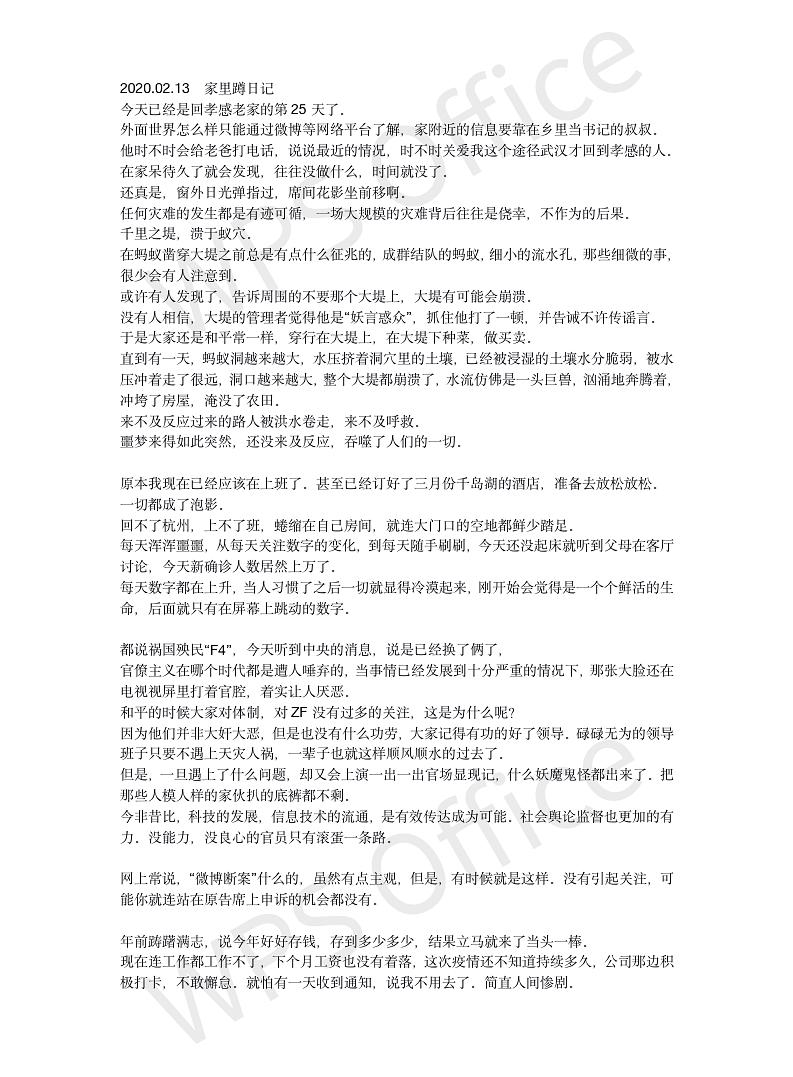 2020.02.13 家里蹲日记
今天已经是回孝感老家的第 25 天了.
外面世界怎么样只能通过微博等网络平台了解，家附近的信息要靠在乡里当书记的叔叔.
他时不时会给老爸打电话，说说最近的情况，时不时关爱我这个途径武汉才回到孝感的人.
在家呆待久了就会发现，往往没做什么，时间就没了.
还真是，窗外日光弹指过，席间花影坐前移啊.
任何灾难的发生都是有迹可循，一场大规模的灾难背后往往是侥幸，不作为的后果.
千里之堤，溃于蚁穴.
在蚂蚁凿穿大堤之前总是有点什么征兆的，成群结队的蚂蚁，细小的流水孔，那些细微的事，
很少会有人注意到.
或许有人发现了，告诉周围的不要那个大堤上，大堤有可能会崩溃.
没有人相信，大堤的管理者觉得他是“妖言惑众”，抓住他打了一顿，并告诫不许传谣言.
于是大家还是和平常一样，穿行在大堤上，在大堤下种菜，做买卖.
直到有一天，蚂蚁洞越来越大，水压挤着洞穴里的土壤，已经被浸湿的土壤水分脆弱，被水
压冲着走了很远，洞口越来越大，整个大堤都崩溃了，水流仿佛是一头巨兽，汹涌地奔腾着，
冲垮了房屋，淹没了农田.
来不及反应过来的路人被洪水卷走，来不及呼救.
噩梦来得如此突然，还没来及反应，吞噬了人们的一切.
原本我现在已经应该在上班了. 甚至已经订好了三月份千岛湖的酒店，准备去放松放松.
一切都成了泡影.
回不了杭州，上不了班，蜷缩在自己房间，就连大门口的空地都鲜少踏足.
每天浑浑噩噩，从每天关注数字的变化，到每天随手刷刷，今天还没起床就听到父母在客厅
讨论，今天新确诊人数居然上万了.
每天数字都在上升，当人习惯了之后一切就显得冷漠起来，刚开始会觉得是一个个鲜活的生
命，后面就只有在屏幕上跳动的数字.
都说祸国殃民“F4”，今天听到中央的消息，说是已经换了俩了，
官僚主义在哪个时代都是遭人唾弃的，当事情已经发展到十分严重的情况下，那张大脸还在
电视视屏里打着官腔，着实让人厌恶.
和平的时候大家对体制，对 ZF 没有过多的关注，这是为什么呢?
因为他们并非大奸大恶，但是也没有什么功劳，大家记得有功的好了领导. 碌碌无为的领导
班子只要不遇上天灾人祸，一辈子也就这样顺风顺水的过去了.
但是，一旦遇上了什么问题，却又会上演一出一出官场显现记，什么妖魔鬼怪都出来了. 把
那些人模人样的家伙扒的底裤都不剩.
今非昔比，科技的发展，信息技术的流通，是有效传达成为可能. 社会舆论监督也更加的有
力. 没能力，没良心的官员只有滚蛋一条路.
网上常说，“微博断案”什么的，虽然有点主观，但是，有时候就是这样. 没有引起关注，可
能你就连站在原告席上申诉的机会都没有.
年前踌躇满志，说今年好好存钱，存到多少多少，结果立马就来了当头一棒.
现在连工作都工作不了，下个月工资也没有着落，这次疫情还不知道持续多久，公司那边积
极打卡，不敢懈怠. 就怕有一天收到通知，说我不用去了. 简直人间惨剧.
WPS Office
WPS Office